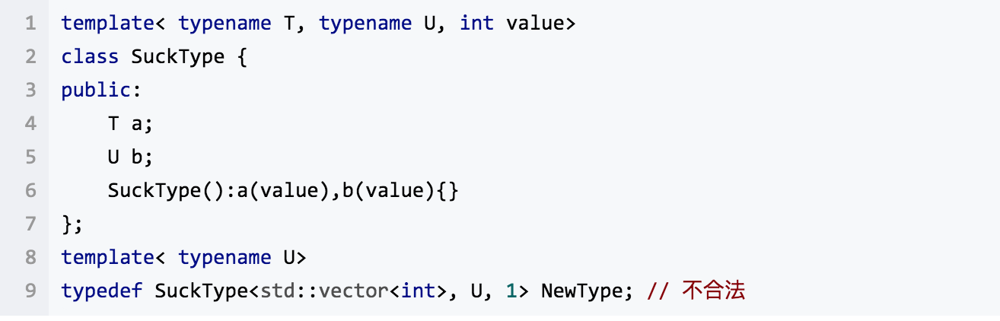 1 template< typename T, typename U, int value>
2 class SuckType {
3 public:
4     T a;
5     U b;
6     SuckType():a(value),b(value){}
7 };
8 template< typename U>
9 typedef SuckType<std::vector<int>, U, 1> NewType; // 不合法